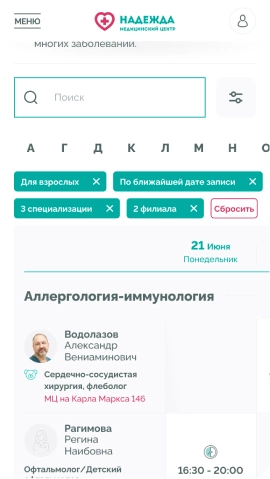 МЕНЮ
НАДЕЖДА
МЕДИЦИНСКИЙ ЦЕНТР
многих заболеваний.
Поиск
А Г Д К Л М Н О
Для взрослых
По ближайшей дате записи
3 специализации
2 филиала
Сбросить
21 Июня
Понедельник
Аллергология-иммунология
Водолазов
Александр
Вениаминович
Сердечно-сосудистая
хирургия, флеболог
МЦ на Карла Маркса 146
Рагимова
Регина
Наибовна
Офтальмолог/Детский
16:30 - 20:00